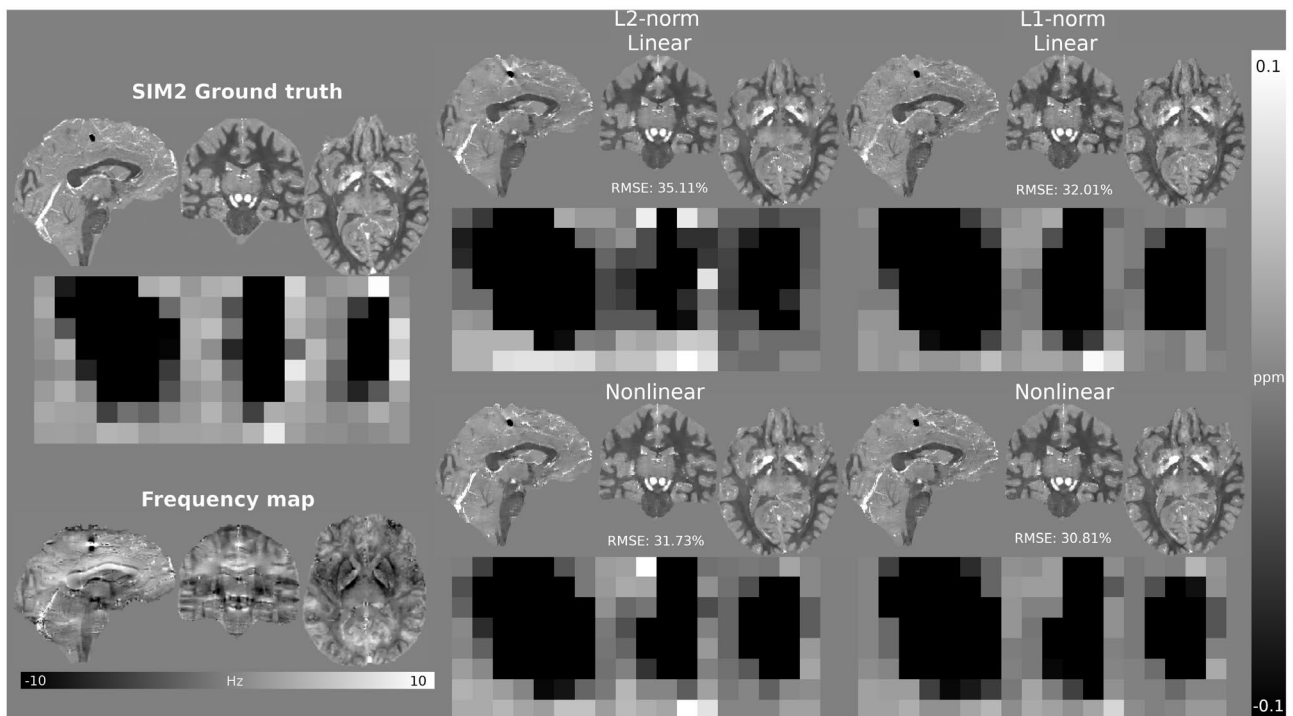 SIM2 Ground truth
Frequency map
-10
Hz
10
L2-norm
Linear
RMSE: 35.11%
L1-norm
Linear
RMSE: 32.01%
Nonlinear
RMSE: 31.73%
Nonlinear
RMSE: 30.81%
0.1
ppm
-0.1